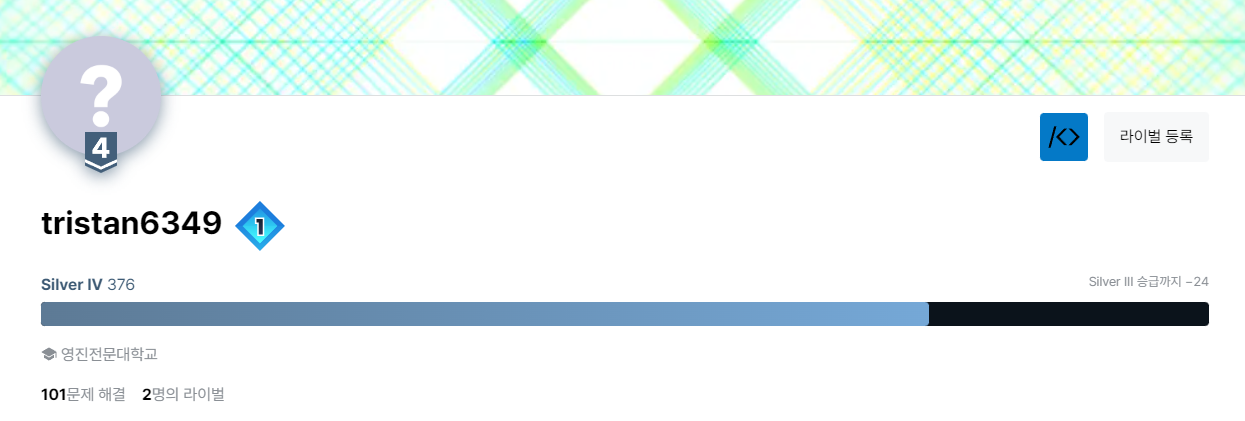 ?
4
/<>
라이벌 등록
tristan6349 1
Silver IV 376
Silver III 승급까지 −24
영진전문대학교
101문제 해결 2명의 라이벌